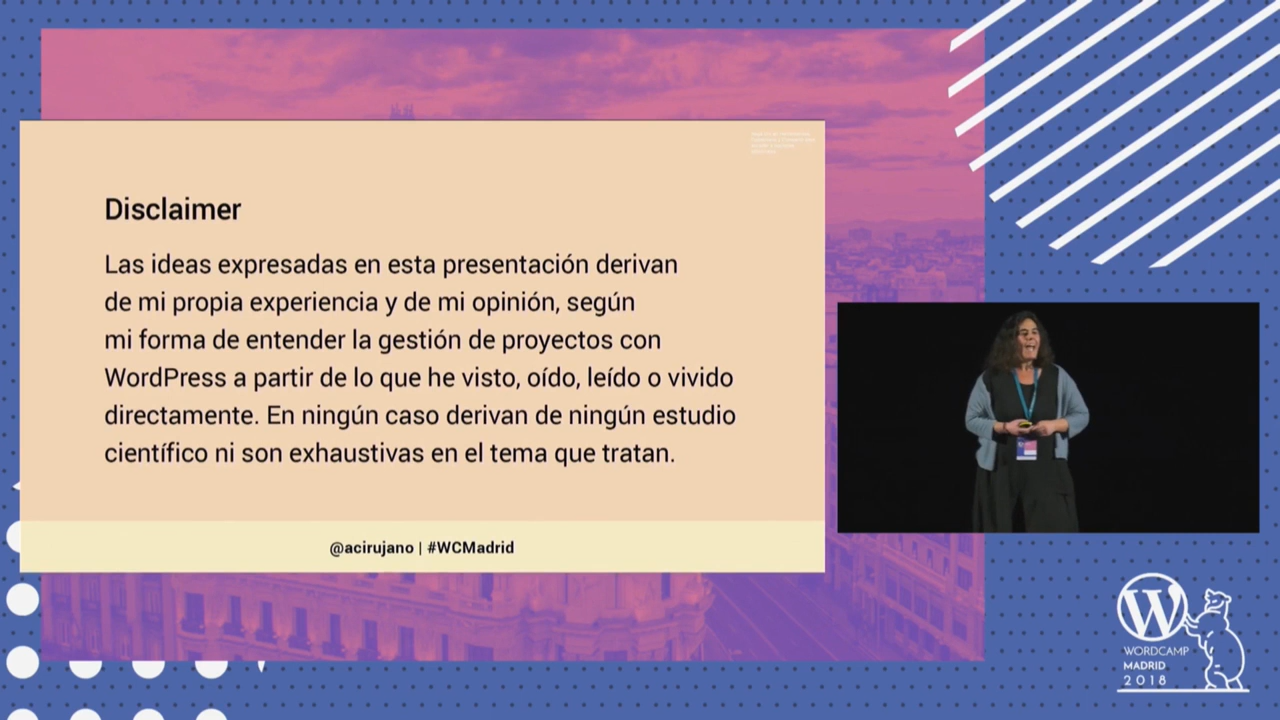 Disclaimer
Las ideas expresadas en esta presentación derivan
de mi propia experiencia y de mi opinión, según
mi forma de entender la gestión de proyectos con
WordPress a partir de lo que he visto, oído, leído o vivido
directamente. En ningún caso derivan de ningún estudio
científico ni son exhaustivas en el tema que tratan.
@acirujano | #WCMadrid
W
WORDCAMP
MADRID
2018